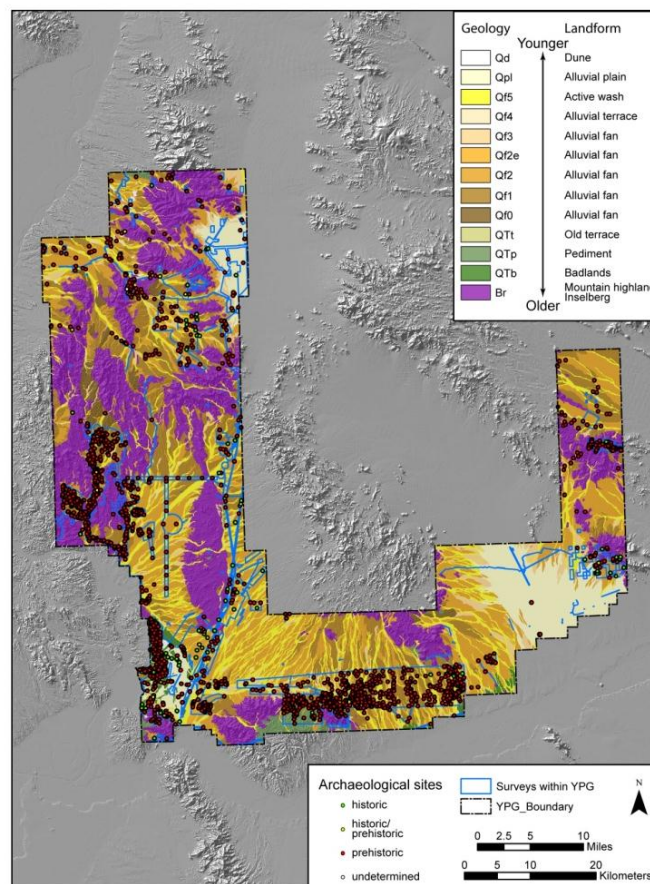 Geology Landform
Younger
Qd Dune
Qpl Alluvial plain
Qf5 Active wash
Qf4 Alluvial terrace
Qf3 Alluvial fan
Qf2e Alluvial fan
Qf2 Alluvial fan
Qf1 Alluvial fan
Qf0 Alluvial fan
QTt Old terrace
QTp Pediment
QTb Badlands
Br Mountain highland
Inselberg
Older
Archaeological sites
historic
historic/
prehistoric
prehistoric
undetermined
Surveys within YPG
YPG_Boundary
N
0 2.5 5 10
Miles
0 5 10 20
Kilometers